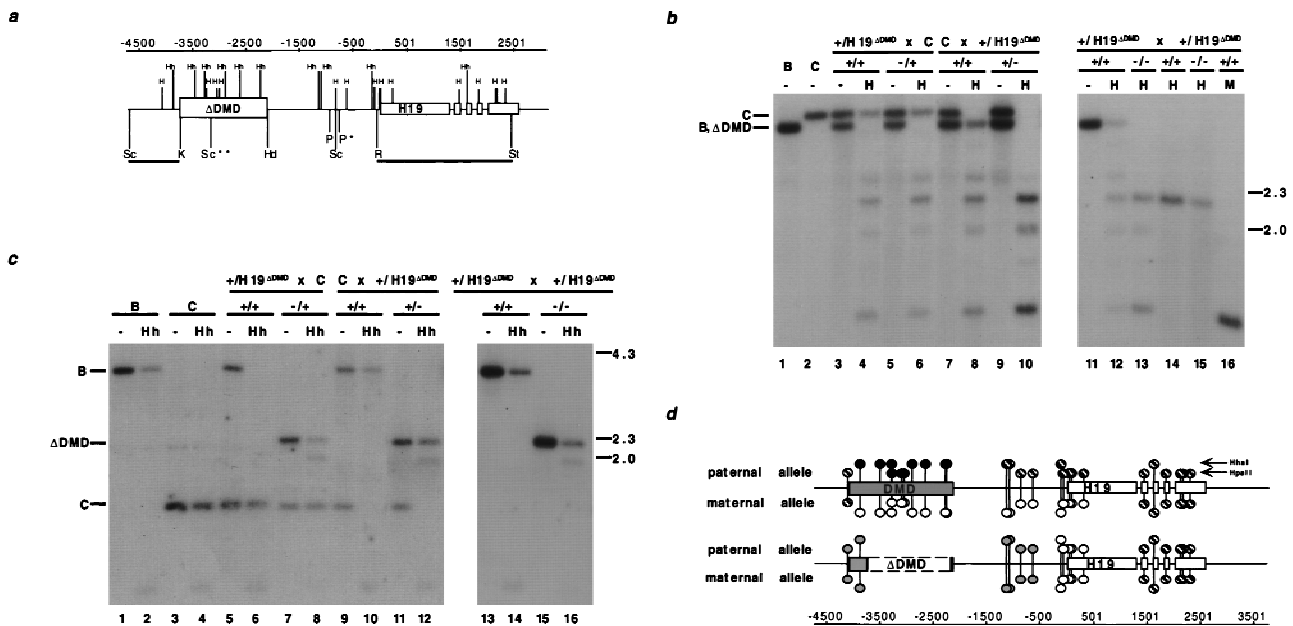 a
-4500 -3500 -2500 -1500 -500 501 1501 2501
H Hh Hh Hh Hh Hh Hh Hh Hh Hh Hh
H H H H H H H H H H
ΔDMD H19
P P*
Sc K Sc** Hd Sc R St
b
+/H19ΔDMD x C C x +/H19ΔDMD +/H19ΔDMD x +/H19ΔDMD
B C +/+ -/+ +/+ +/- +/+ -/- +/+ -/- +/+
- - - H - H - H - H - H H H H M
C
B, ΔDMD
2.3
2.0
1 2 3 4 5 6 7 8 9 10 11 12 13 14 15 16
c
+/H19ΔDMD x C C x +/H19ΔDMD +/H19ΔDMD x +/H19ΔDMD
B C +/+ -/+ +/+ +/- +/+ -/-
- Hh - Hh - Hh - Hh - Hh - Hh - Hh - Hh
B
ΔDMD
C
4.3
2.3
2.0
1 2 3 4 5 6 7 8 9 10 11 12 13 14 15 16
d
HhaI
HpaII
paternal allele
DMD H19
maternal allele
paternal allele
ΔDMD H19
maternal allele
-4500 -3500 -2500 -1500 -500 501 1501 2501 3501